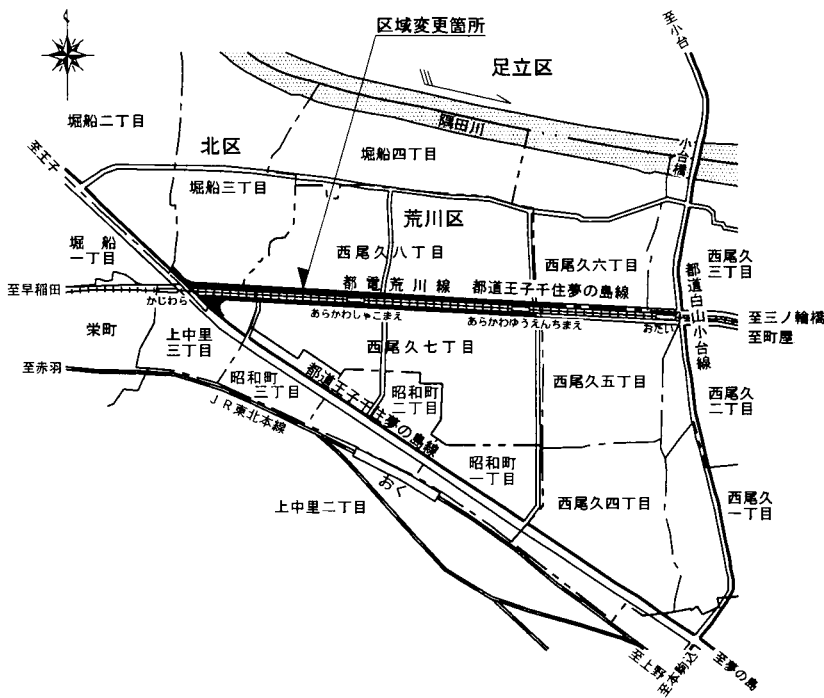 区域変更箇所
至小台
足立区
隅田川
小台橋
堀船二丁目
北区
堀船四丁目
至王子
堀船三丁目
荒川区
堀船
一丁目
西尾久八丁目
西尾久六丁目
西尾久
三丁目
都電荒川線
都道王子千住夢の島線
都道白山小台線
至早稲田
かじわら
あらかわしゃこまえ
あらかわゆうえんちまえ
おだい
至三ノ輪橋
至町屋
栄町
上中里
三丁目
西尾久七丁目
至赤羽
昭和町
三丁目
都道王子千住夢の島線
昭和町
二丁目
西尾久五丁目
西尾久
二丁目
JR東北本線
おく
昭和町
一丁目
上中里二丁目
西尾久四丁目
西尾久
一丁目
至上野
至本駒込
至夢の島